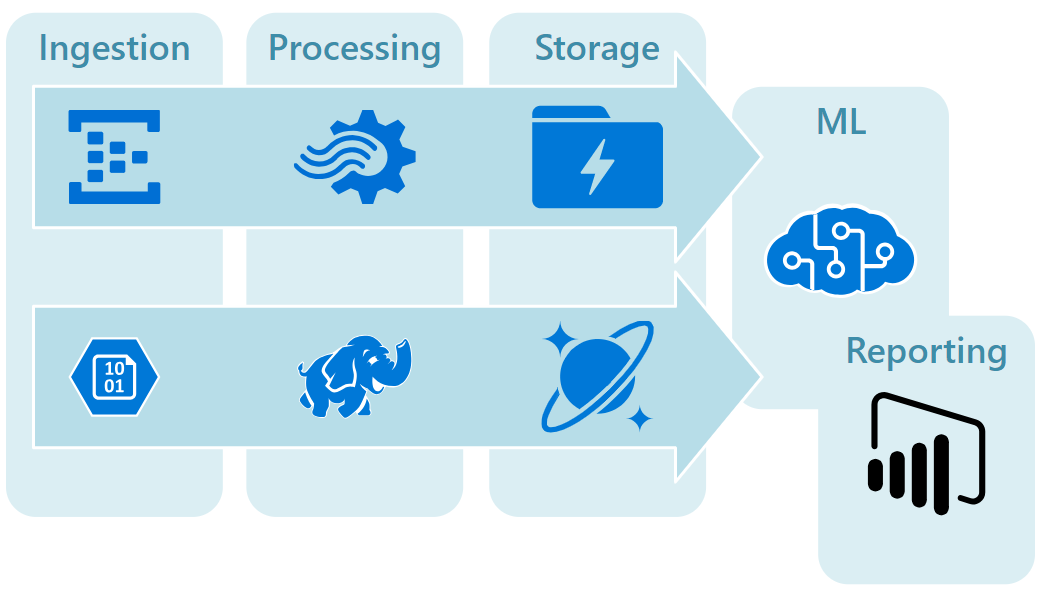 Ingestion
Processing
Storage
ML
10
01
Reporting